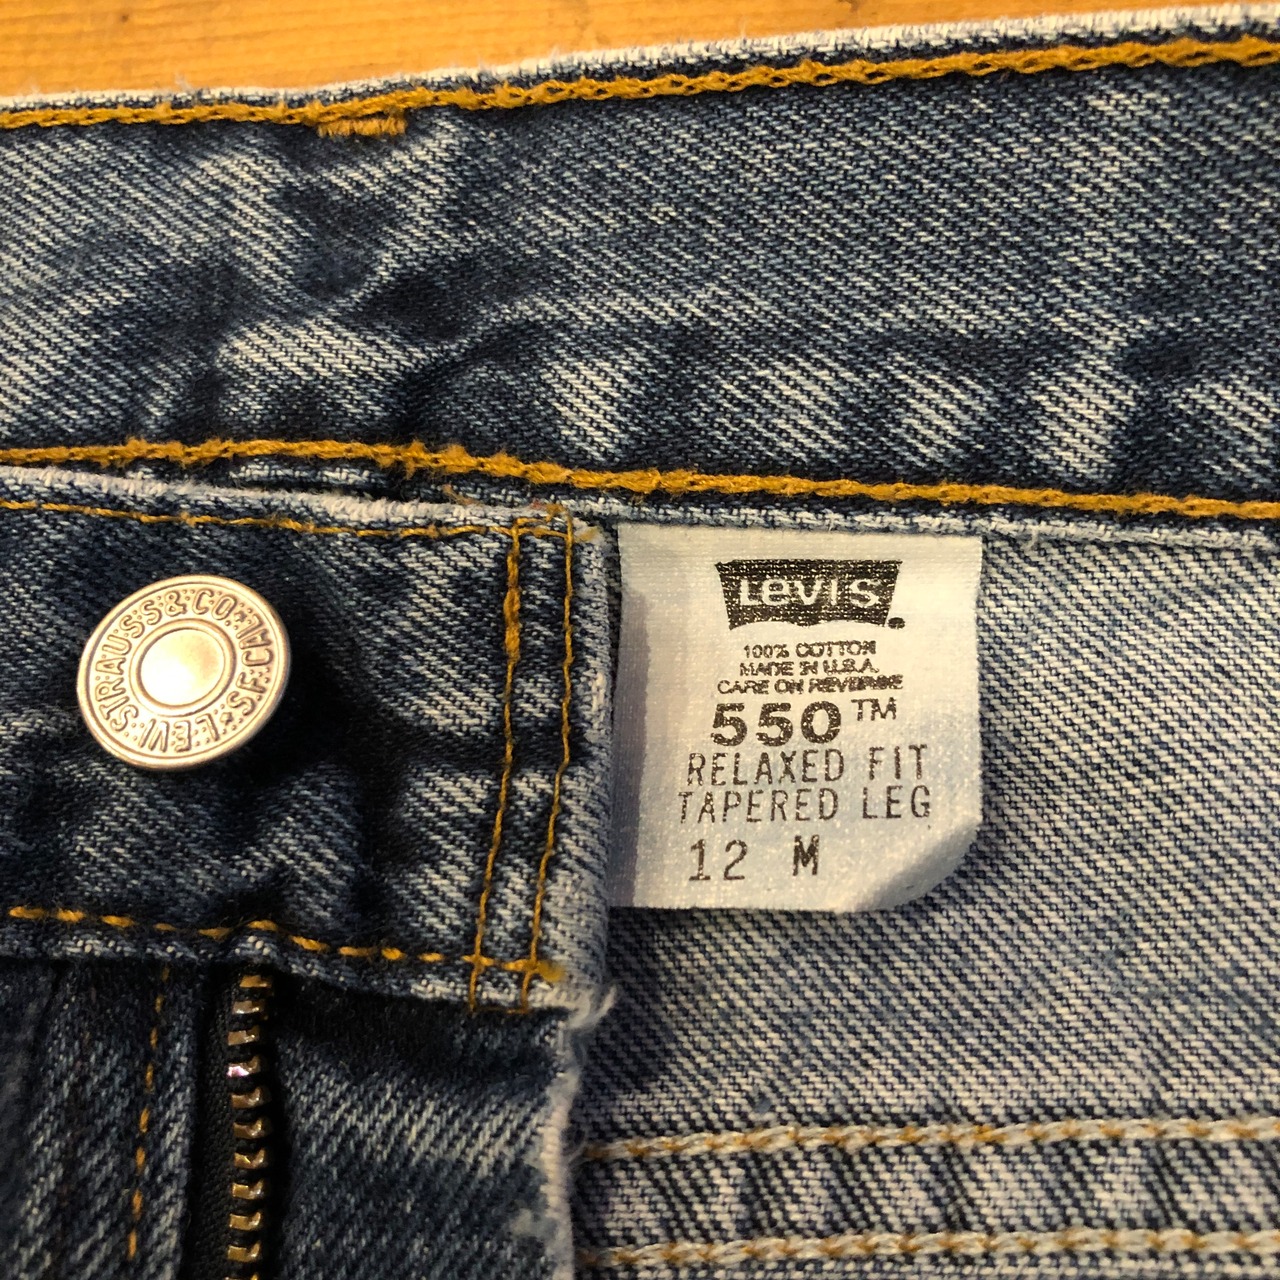 LEVI STRAUSS & CO. S.F. CAL.
Levi's
100% COTTON
MADE IN U.S.A.
CARE ON REVERSE
550™
RELAXED FIT
TAPERED LEG
12 M